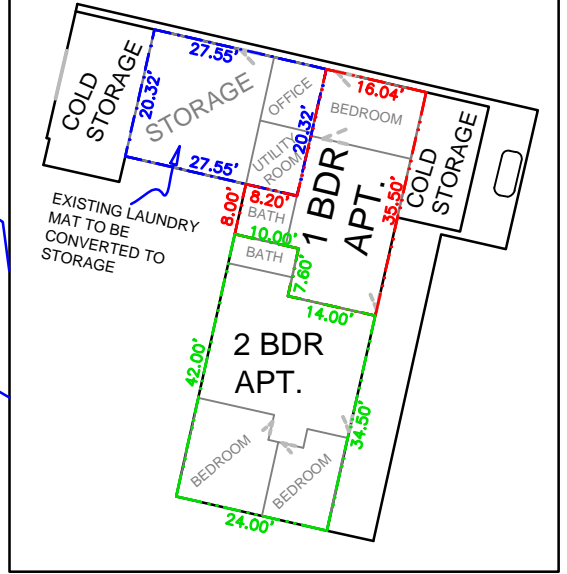 COLD
STORAGE
20.32'
27.55'
STORAGE
OFFICE
UTILITY
ROOM
20.32'
27.55'
16.04'
BEDROOM
1 BDR
APT.
COLD
STORAGE
35.50'
EXISTING LAUNDRY
MAT TO BE
CONVERTED TO
STORAGE
8.00'
8.20'
BATH
10.00'
BATH
7.60'
14.00'
2 BDR
APT.
42.00'
34.50'
BEDROOM
BEDROOM
24.00'